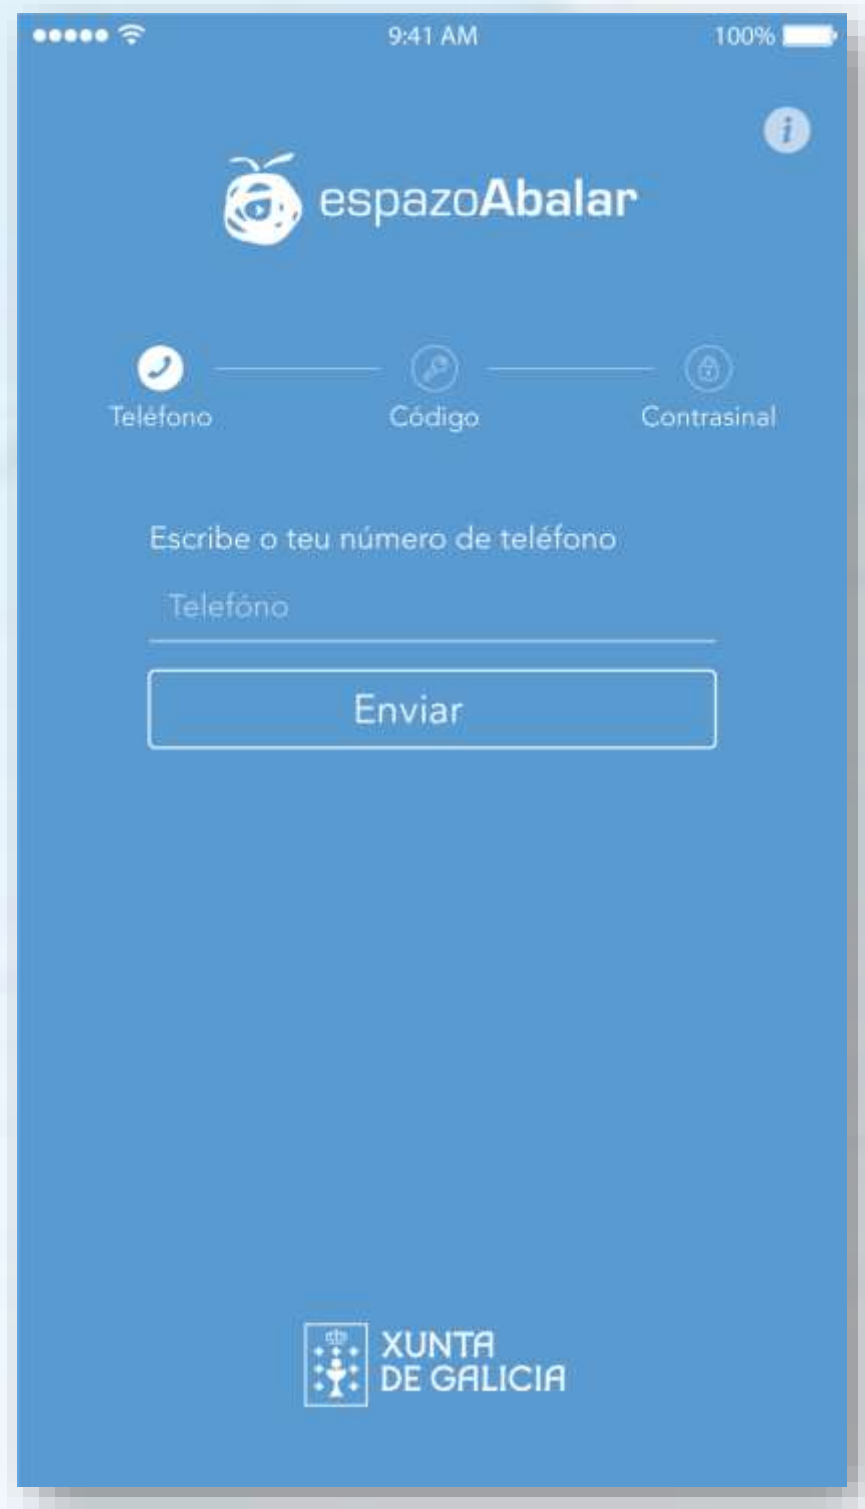 9:41 AM 100%
i
espazoAbalar
Teléfono Código Contrasinal
Escribe o teu número de teléfono
Telefóno
Enviar
XUNTA
DE GALICIA